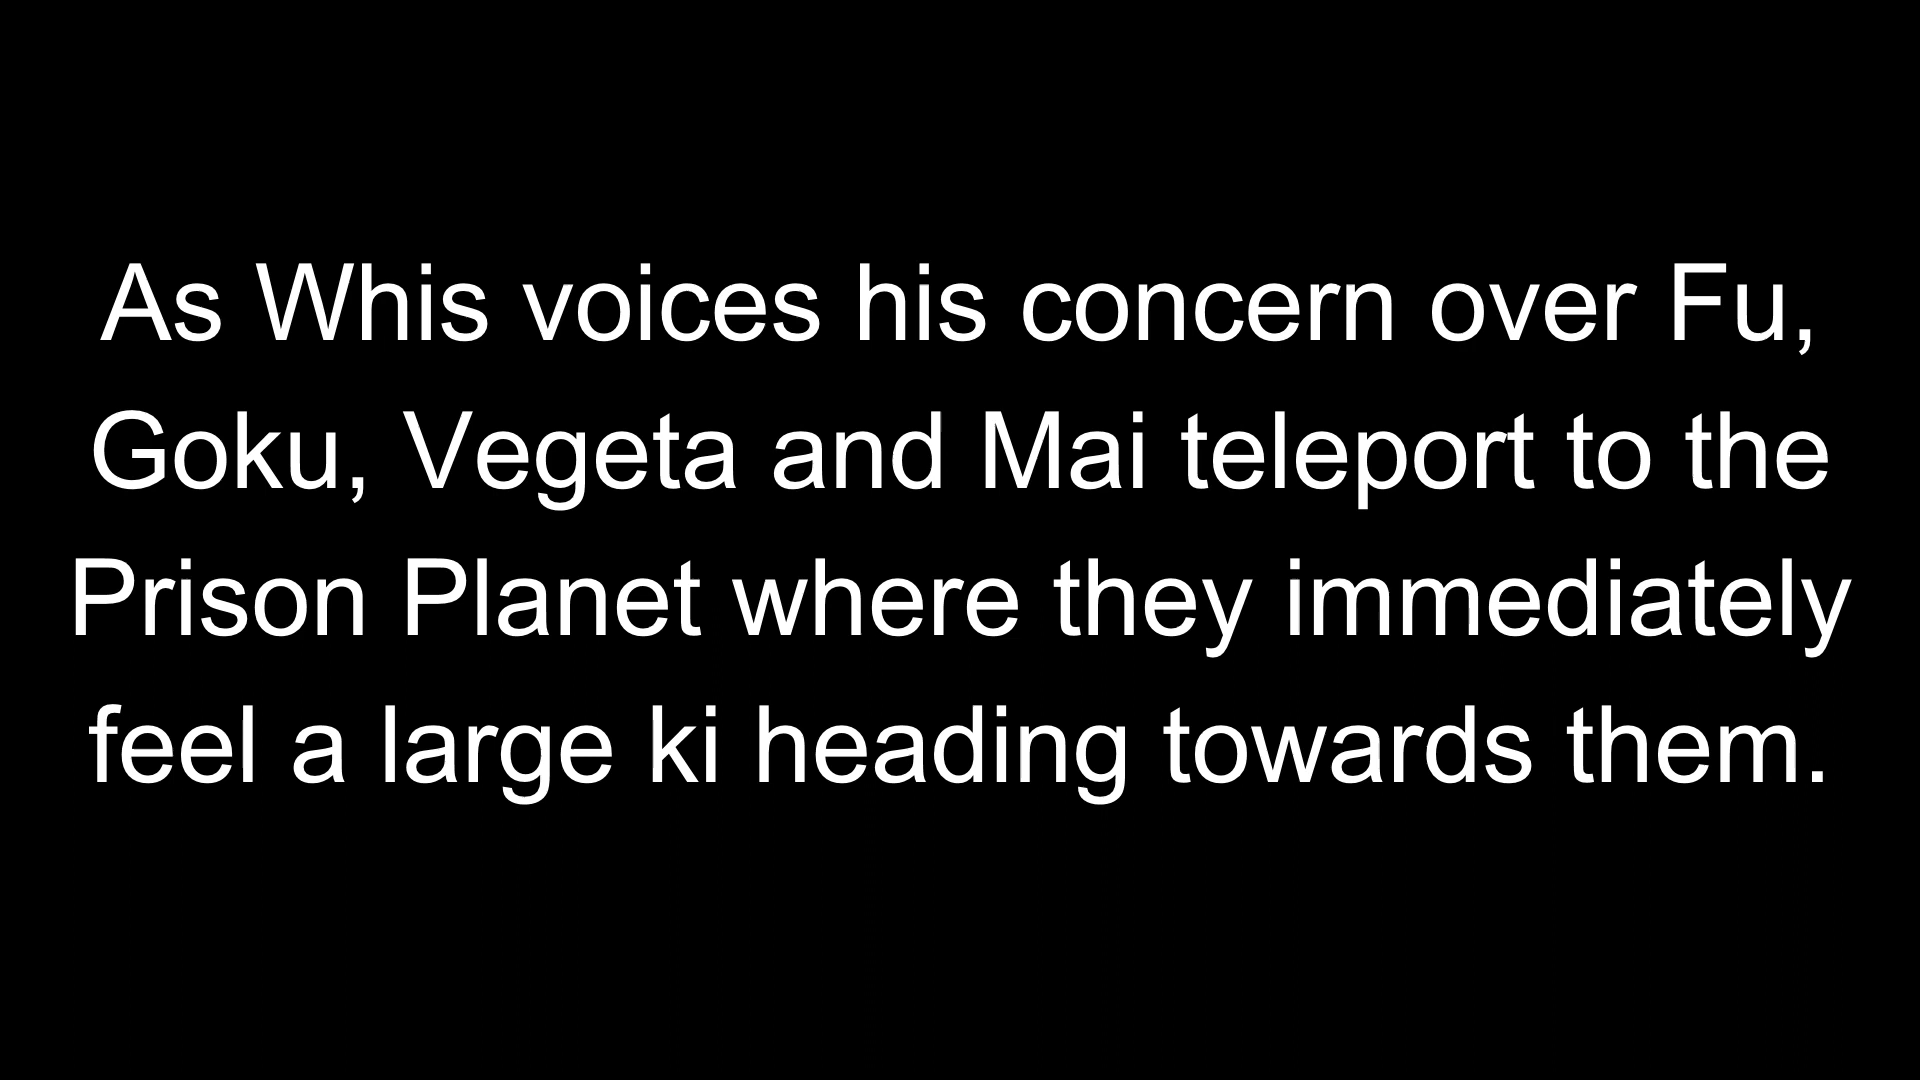 As Whis voices his concern over Fu,
Goku, Vegeta and Mai teleport to the
Prison Planet where they immediately
feel a large ki heading towards them.